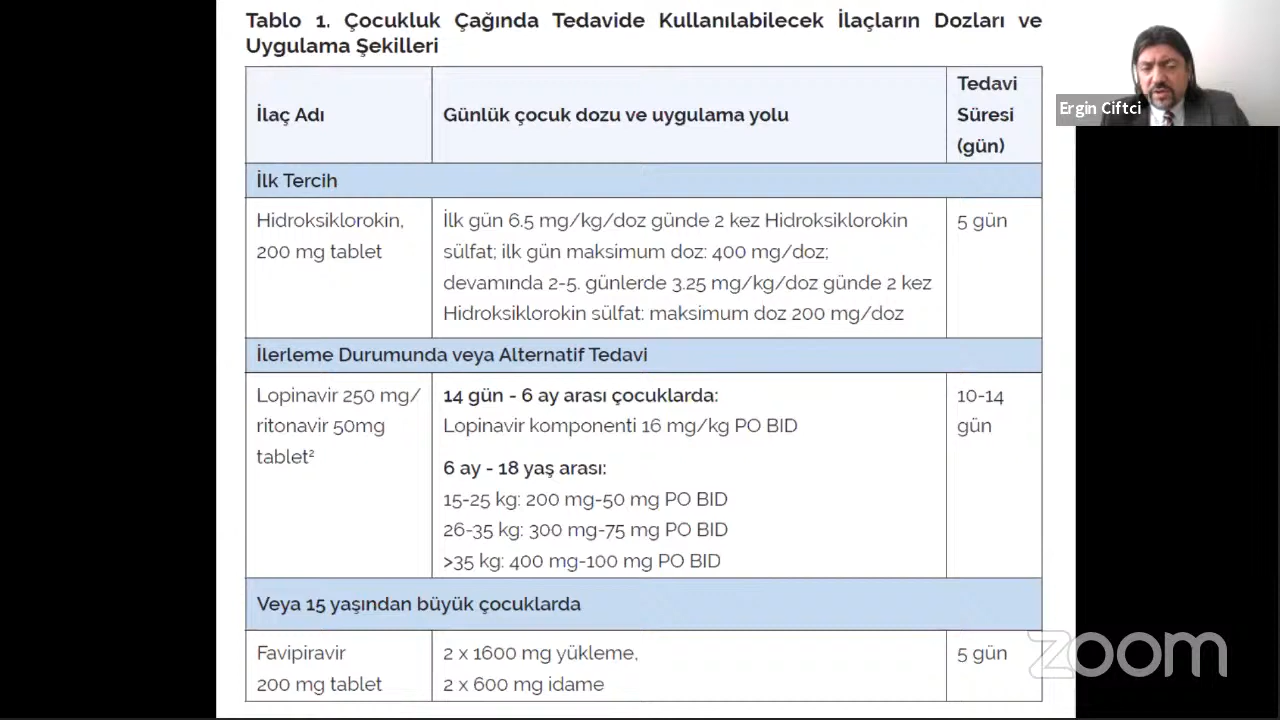 Tablo 1. Çocukluk Çağında Tedavide Kullanılabilecek İlaçların Dozları ve
Uygulama Şekilleri
İlaç Adı
Günlük çocuk dozu ve uygulama yolu
Tedavi
Süresi
(gün)
İlk Tercih
Hidroksiklorokin,
200 mg tablet
İlk gün 6.5 mg/kg/doz günde 2 kez Hidroksiklorokin
sülfat; ilk gün maksimum doz: 400 mg/doz;
devamında 2-5. günlerde 3.25 mg/kg/doz günde 2 kez
Hidroksiklorokin sülfat: maksimum doz 200 mg/doz
5 gün
İlerleme Durumunda veya Alternatif Tedavi
Lopinavir 250 mg/
ritonavir 50mg
tablet²
14 gün - 6 ay arası çocuklarda:
Lopinavir komponenti 16 mg/kg PO BID
6 ay - 18 yaş arası:
15-25 kg: 200 mg-50 mg PO BID
26-35 kg: 300 mg-75 mg PO BID
>35 kg: 400 mg-100 mg PO BID
10-14
gün
Veya 15 yaşından büyük çocuklarda
Favipiravir
200 mg tablet
2 x 1600 mg yükleme,
2 x 600 mg idame
5 gün
Ergin Ciftci
zoom